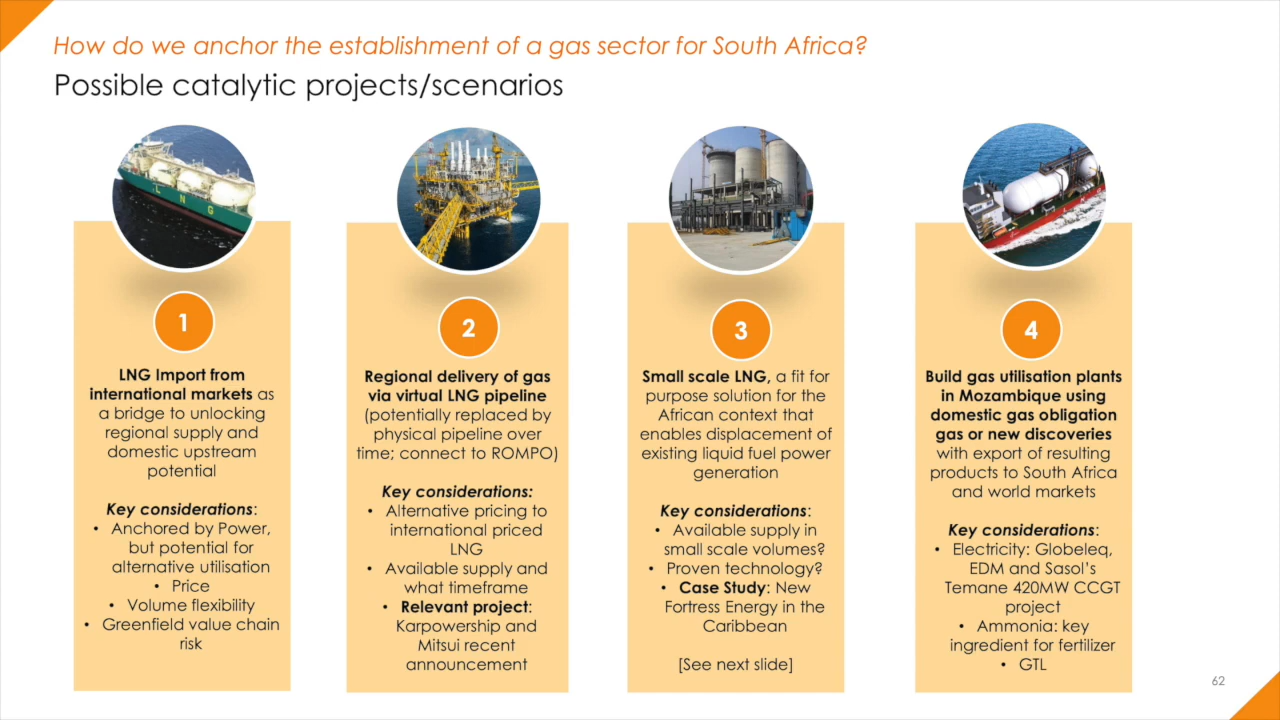 How do we anchor the establishment of a gas sector for South Africa?
Possible catalytic projects/scenarios
L N G
1
LNG Import from
international markets as
a bridge to unlocking
regional supply and
domestic upstream
potential
Key considerations:
• Anchored by Power,
but potential for
alternative utilisation
• Price
• Volume flexibility
• Greenfield value chain
risk
2
Regional delivery of gas
via virtual LNG pipeline
(potentially replaced by
physical pipeline over
time; connect to ROMPO)
Key considerations:
• Alternative pricing to
international priced
LNG
• Available supply and
what timeframe
• Relevant project:
Karpowership and
Mitsui recent
announcement
3
Small scale LNG, a fit for
purpose solution for the
African context that
enables displacement of
existing liquid fuel power
generation
Key considerations:
• Available supply in
small scale volumes?
• Proven technology?
• Case Study: New
Fortress Energy in the
Caribbean
[See next slide]
4
Build gas utilisation plants
in Mozambique using
domestic gas obligation
gas or new discoveries
with export of resulting
products to South Africa
and world markets
Key considerations:
• Electricity: Globeleq,
EDM and Sasol's
Temane 420MW CCGT
project
• Ammonia: key
ingredient for fertilizer
• GTL
62